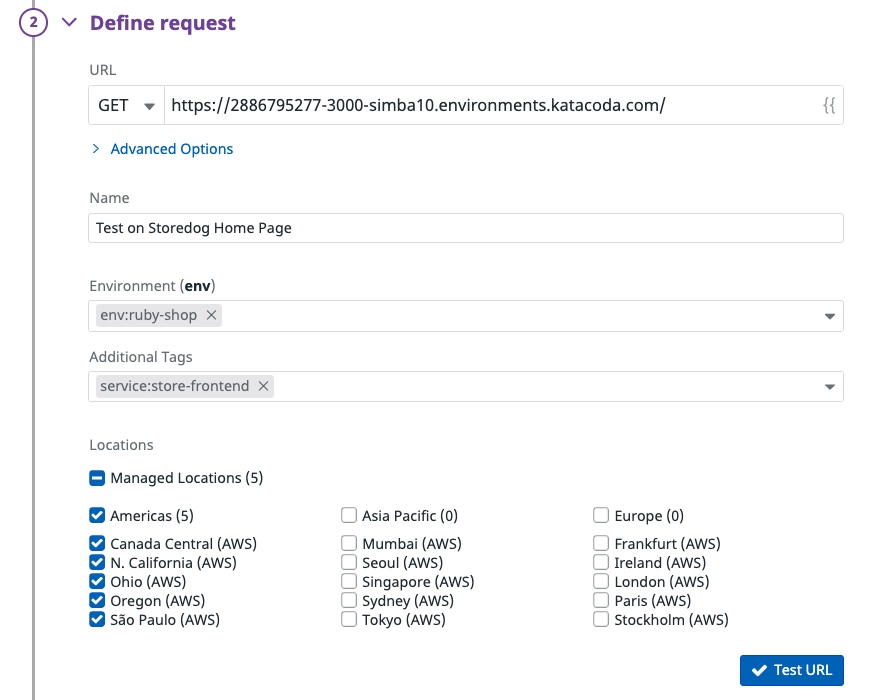 2 Define request
URL
GET https://2886795277-3000-simba10.environments.katacoda.com/ {{
Advanced Options
Name
Test on Storedog Home Page
Environment (env)
env:ruby-shop
Additional Tags
service:store-frontend
Locations
Managed Locations (5)
Americas (5) Asia Pacific (0) Europe (0)
Canada Central (AWS) Mumbai (AWS) Frankfurt (AWS)
N. California (AWS) Seoul (AWS) Ireland (AWS)
Ohio (AWS) Singapore (AWS) London (AWS)
Oregon (AWS) Sydney (AWS) Paris (AWS)
São Paulo (AWS) Tokyo (AWS) Stockholm (AWS)
Test URL